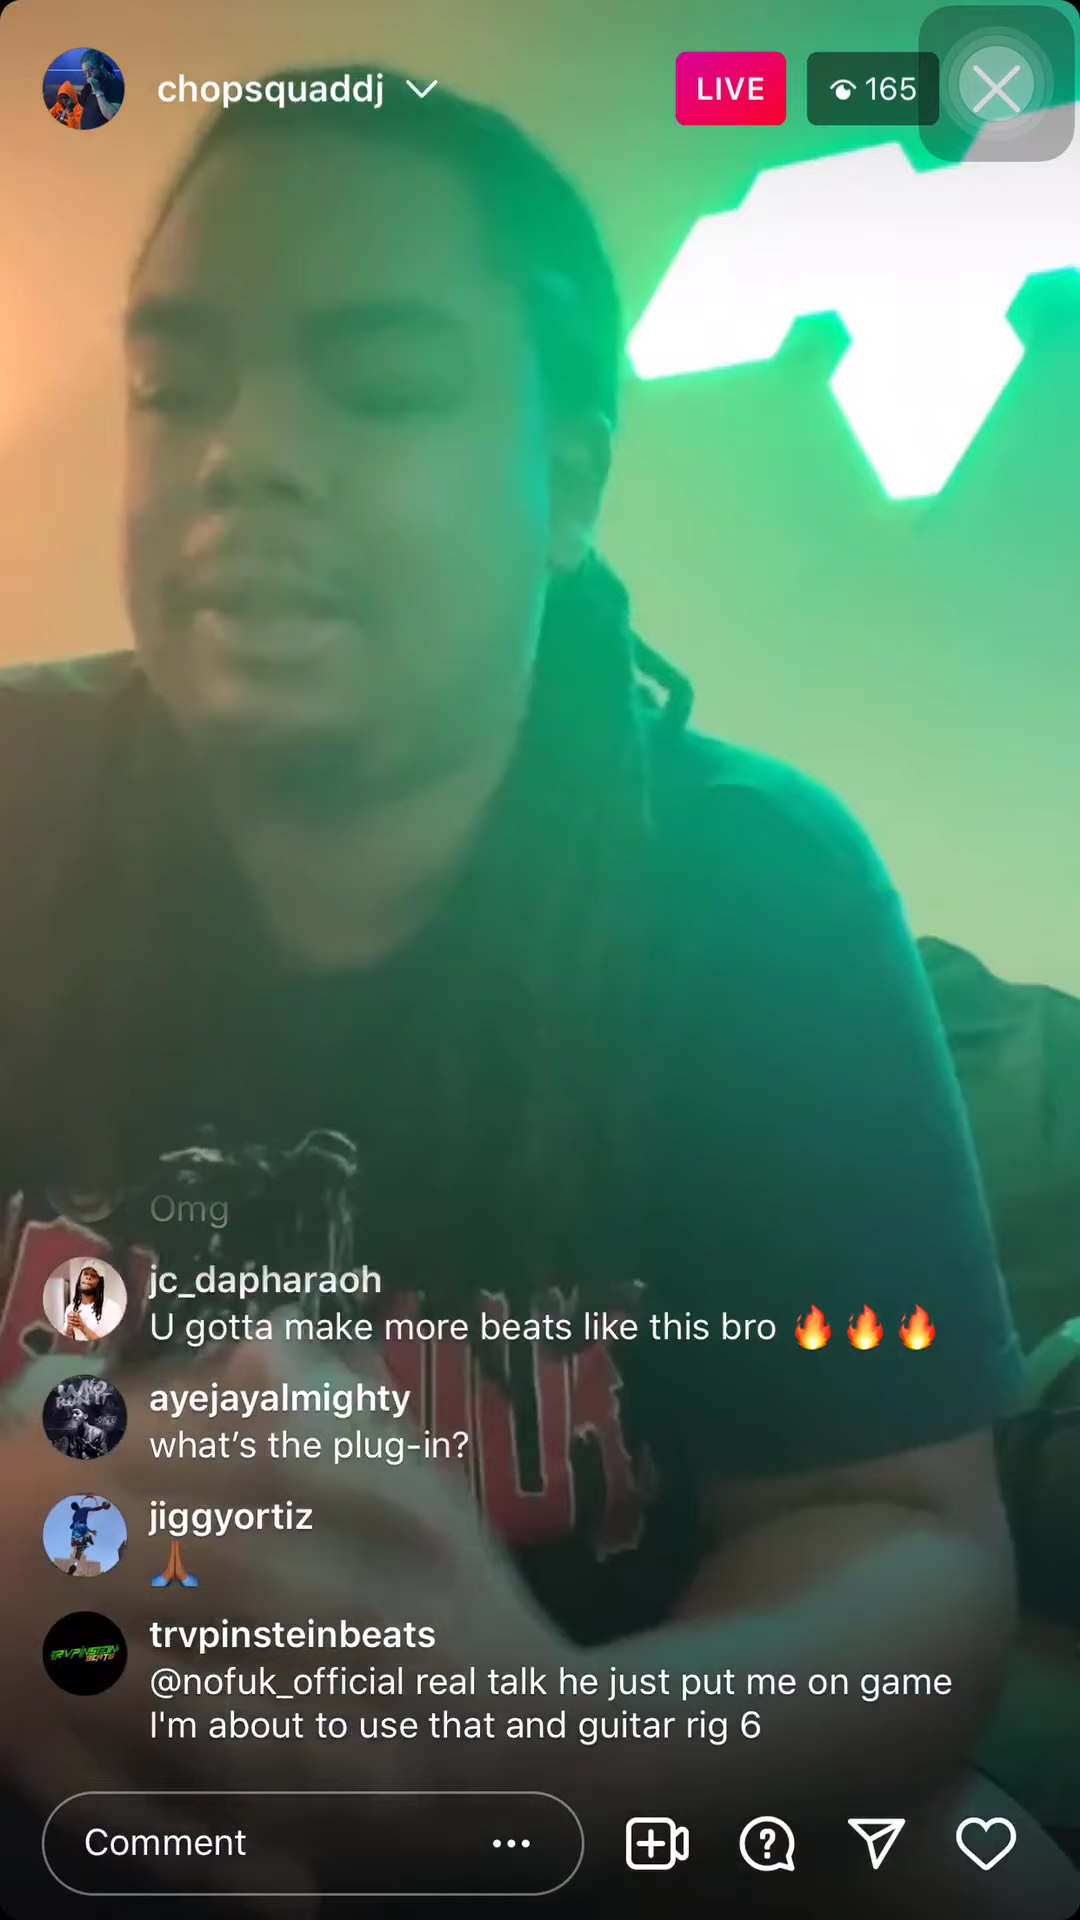 chopsquaddj
LIVE
165
Omg
jc_dapharaoh
U gotta make more beats like this bro 🔥🔥🔥
ayejayalmighty
what's the plug-in?
jiggyortiz
🙏🏾
trvpinsteinbeats
@nofuk_official real talk he just put me on game
I'm about to use that and guitar rig 6
Comment